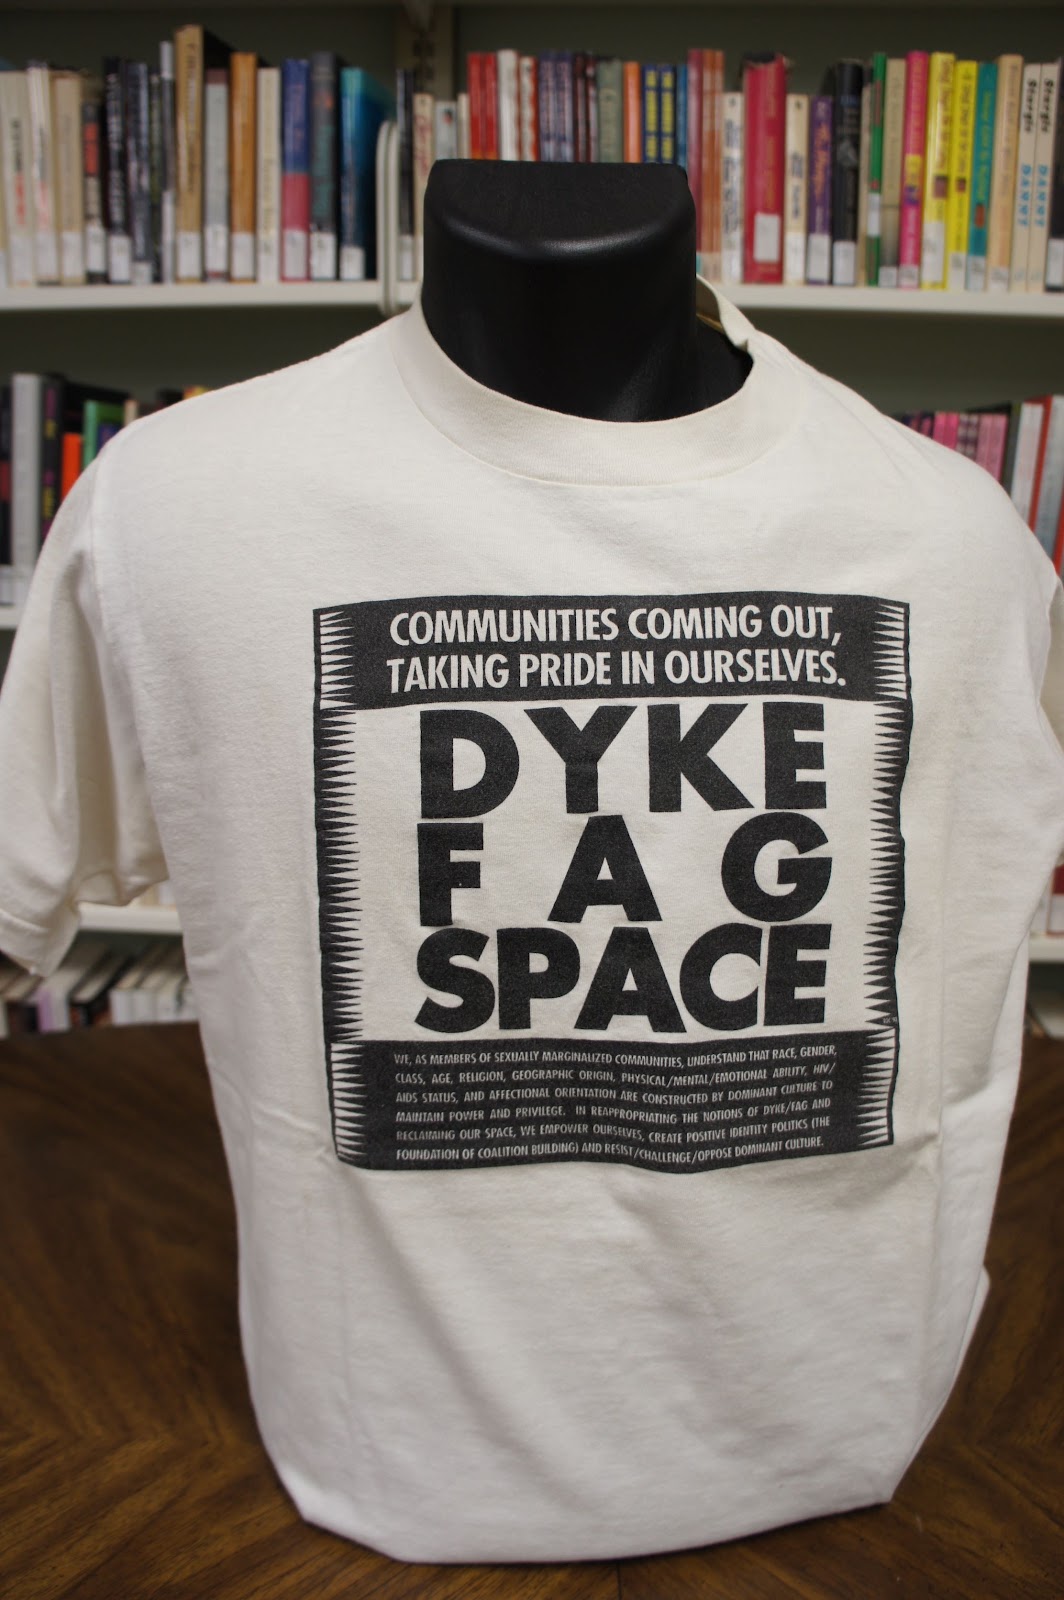 COMMUNITIES COMING OUT,
TAKING PRIDE IN OURSELVES.
DYKE
FAG
SPACE
WE, AS MEMBERS OF SEXUALLY MARGINALIZED COMMUNITIES, UNDERSTAND THAT RACE, GENDER,
CLASS, AGE, RELIGION, GEOGRAPHIC ORIGIN, PHYSICAL/MENTAL/EMOTIONAL ABILITY, HIV/
AIDS STATUS, AND AFFECTIONAL ORIENTATION ARE CONSTRUCTED BY DOMINANT CULTURE TO
MAINTAIN POWER AND PRIVILEGE. IN REAPPROPRIATING THE NOTIONS OF DYKE/FAG AND
RECLAIMING OUR SPACE, WE EMPOWER OURSELVES, CREATE POSITIVE IDENTITY POLITICS (THE
FOUNDATION OF COALITION BUILDING) AND RESIST/CHALLENGE/OPPOSE DOMINANT CULTURE.